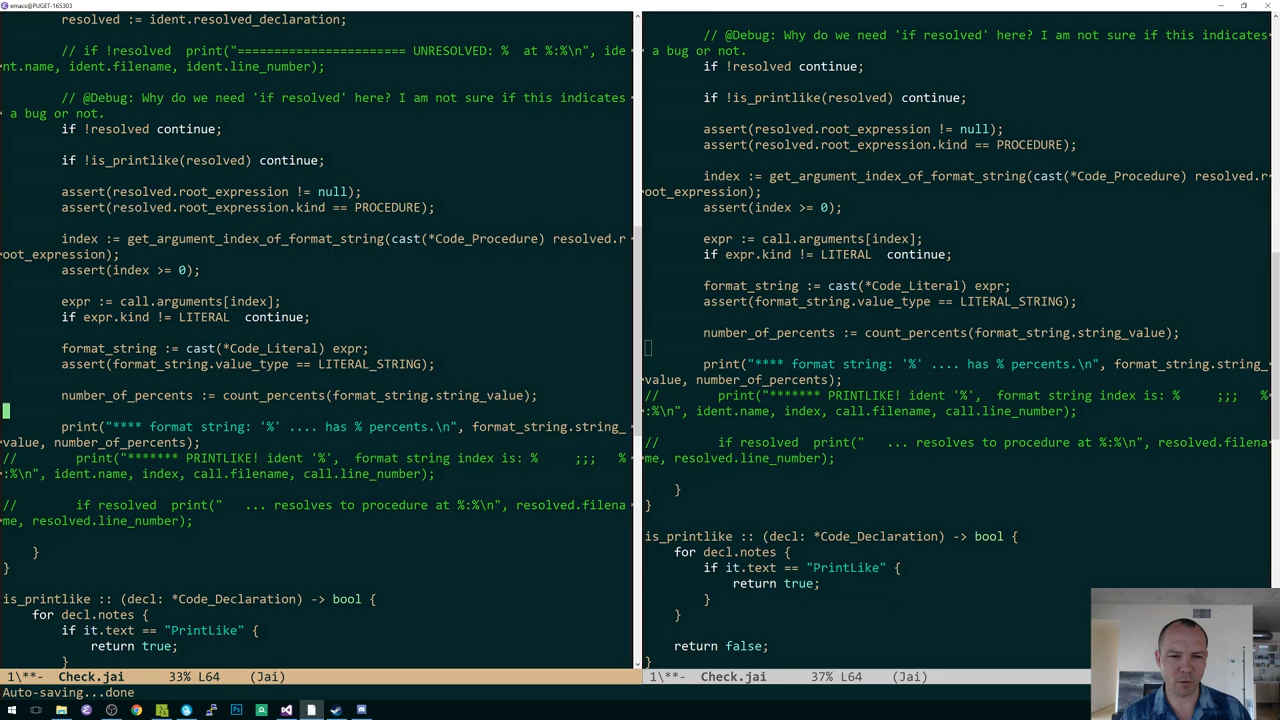 emacs@PUGET-165303
resolved := ident.resolved_declaration;
// if !resolved  print("======================= UNRESOLVED: %  at %:%\n", ide
nt.name, ident.filename, ident.line_number);
// @Debug: Why do we need 'if resolved' here? I am not sure if this indicates
a bug or not.
if !resolved continue;
if !is_printlike(resolved) continue;
assert(resolved.root_expression != null);
assert(resolved.root_expression.kind == PROCEDURE);
index := get_argument_index_of_format_string(cast(*Code_Procedure) resolved.r
oot_expression);
assert(index >= 0);
expr := call.arguments[index];
if expr.kind != LITERAL  continue;
format_string := cast(*Code_Literal) expr;
assert(format_string.value_type == LITERAL_STRING);
number_of_percents := count_percents(format_string.string_value);
print("**** format string: '%' .... has % percents.\n", format_string.string_
value, number_of_percents);
//        print("******* PRINTLIKE! ident '%',  format string index is: %     ;;;   %
:%\n", ident.name, index, call.filename, call.line_number);
//        if resolved  print("   ... resolves to procedure at %:%\n", resolved.filena
me, resolved.line_number);
}
}
is_printlike :: (decl: *Code_Declaration) -> bool {
for decl.notes {
if it.text == "PrintLike" {
return true;
}
1\**-  Check.jai      33% L64    (Jai)
Auto-saving...done
// @Debug: Why do we need 'if resolved' here? I am not sure if this indicates
a bug or not.
if !resolved continue;
if !is_printlike(resolved) continue;
assert(resolved.root_expression != null);
assert(resolved.root_expression.kind == PROCEDURE);
index := get_argument_index_of_format_string(cast(*Code_Procedure) resolved.r
oot_expression);
assert(index >= 0);
expr := call.arguments[index];
if expr.kind != LITERAL  continue;
format_string := cast(*Code_Literal) expr;
assert(format_string.value_type == LITERAL_STRING);
number_of_percents := count_percents(format_string.string_value);
print("**** format string: '%' .... has % percents.\n", format_string.string_
value, number_of_percents);
//        print("******* PRINTLIKE! ident '%',  format string index is: %     ;;;   %
:%\n", ident.name, index, call.filename, call.line_number);
//        if resolved  print("   ... resolves to procedure at %:%\n", resolved.filena
me, resolved.line_number);
}
}
is_printlike :: (decl: *Code_Declaration) -> bool {
for decl.notes {
if it.text == "PrintLike" {
return true;
}
}
return false;
}
1\**-  Check.jai      37% L64    (Jai)